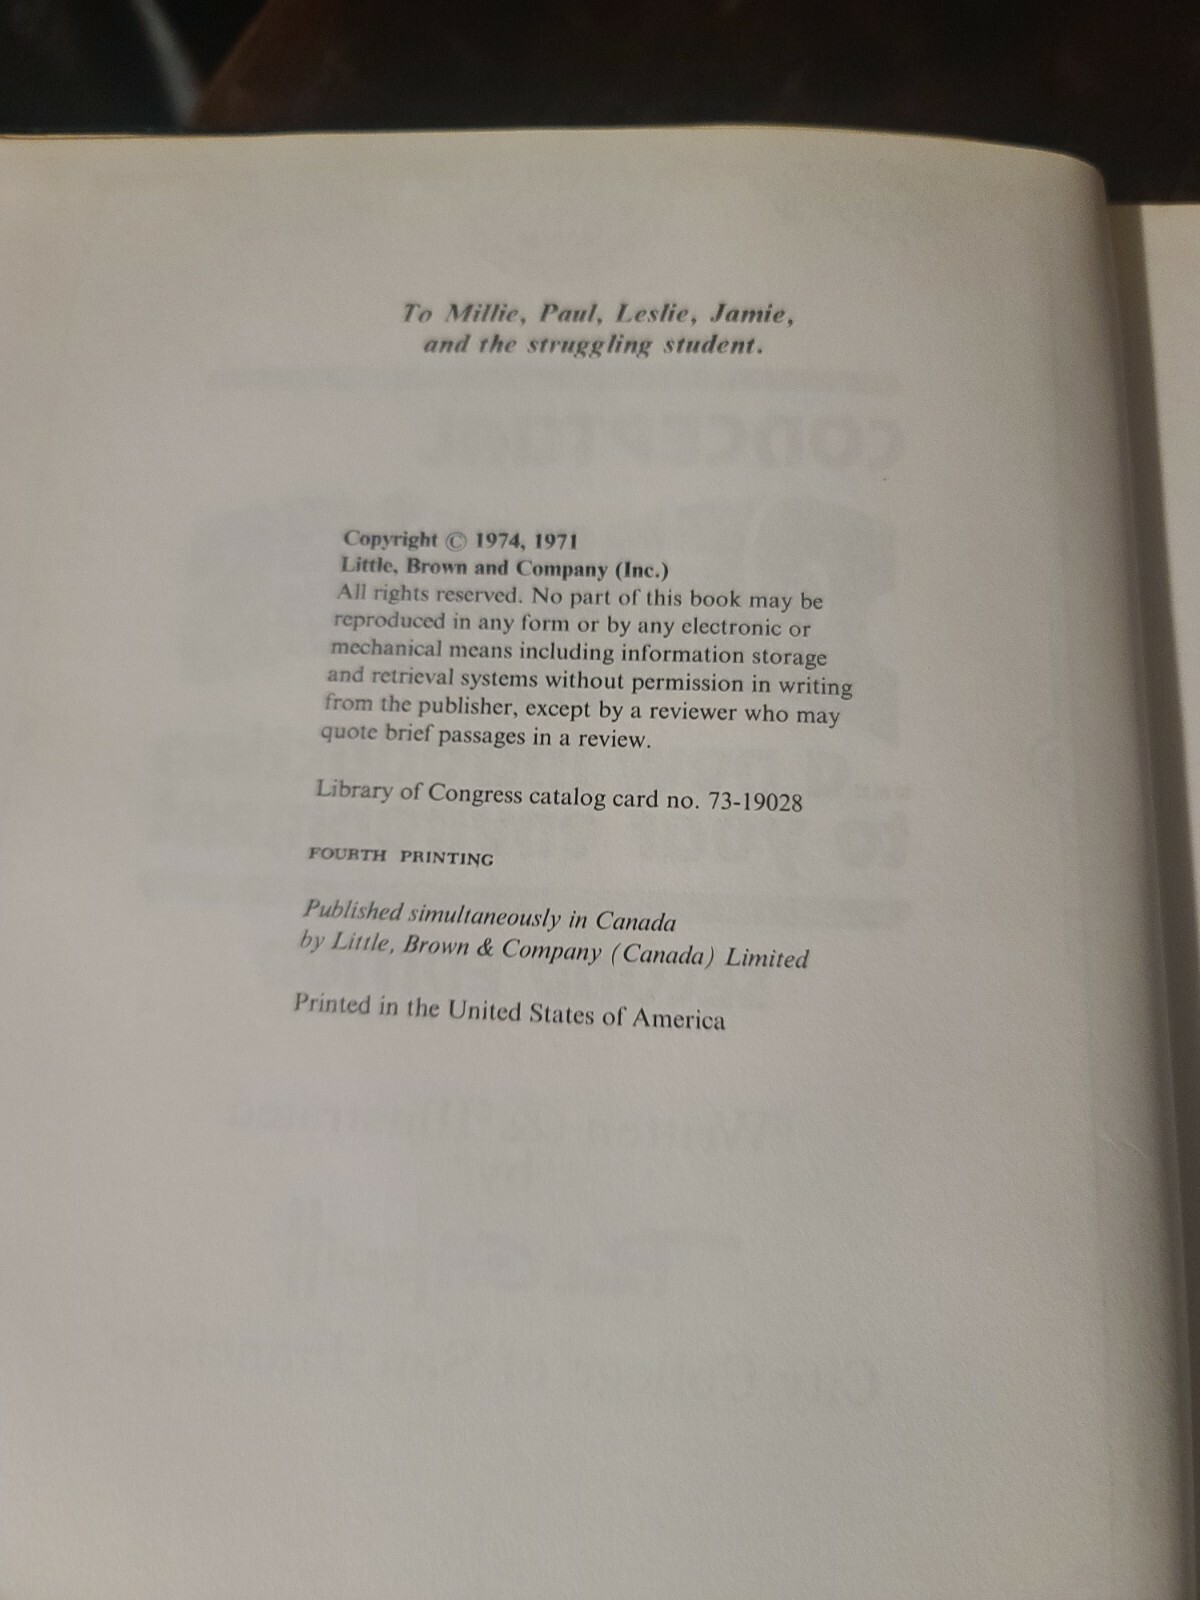 To Millie, Paul, Leslie, Jamie,
and the struggling student.
Copyright © 1974, 1971
Little, Brown and Company (Inc.)
All rights reserved. No part of this book may be
reproduced in any form or by any electronic or
mechanical means including information storage
and retrieval systems without permission in writing
from the publisher, except by a reviewer who may
quote brief passages in a review.
Library of Congress catalog card no. 73-19028
FOURTH PRINTING
Published simultaneously in Canada
by Little, Brown & Company (Canada) Limited
Printed in the United States of America